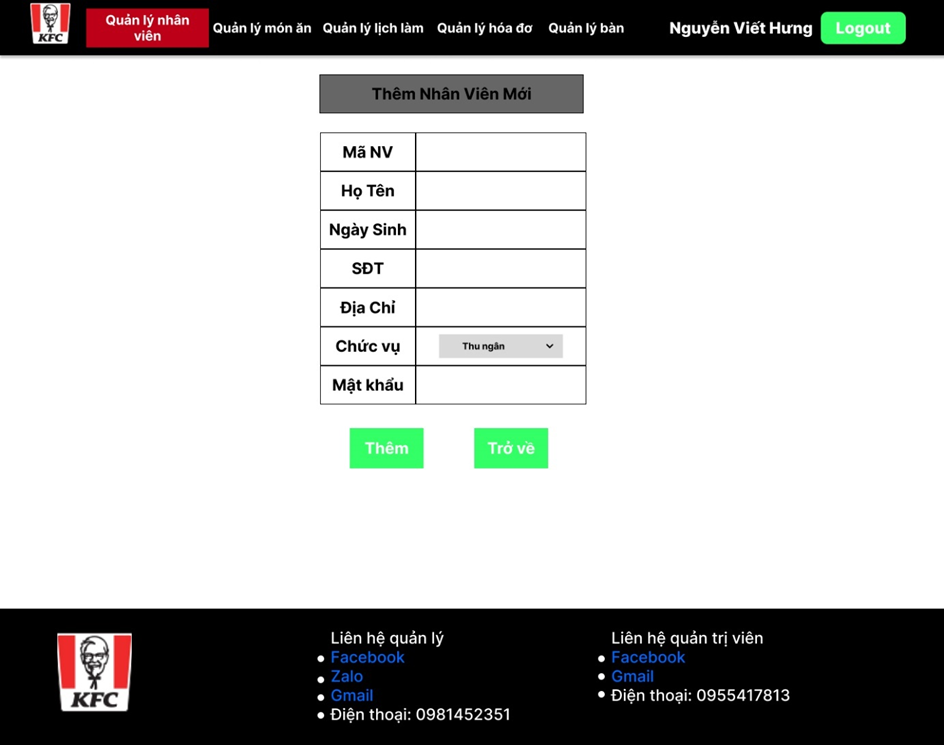 KFC
Quản lý nhân
viên
Quản lý món ăn
Quản lý lịch làm
Quản lý hóa đơ
Quản lý bàn
Nguyễn Viết Hưng
Logout
Thêm Nhân Viên Mới
Mã NV
Họ Tên
Ngày Sinh
SĐT
Địa Chỉ
Chức vụ
Thu ngân
Mật khẩu
Thêm
Trở về
KFC
Liên hệ quản lý
Facebook
Zalo
Gmail
Điện thoại: 0981452351
Liên hệ quản trị viên
Facebook
Gmail
Điện thoại: 0955417813